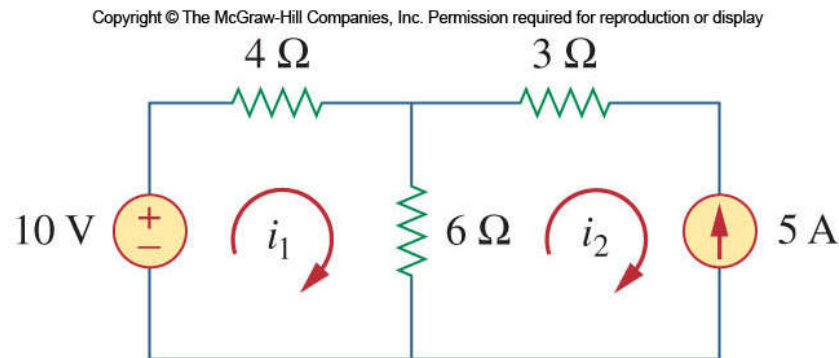 Copyright © The McGraw-Hill Companies, Inc. Permission required for reproduction or display
4 Ω 3 Ω
10 V + − i₁ 6 Ω i₂ 5 A